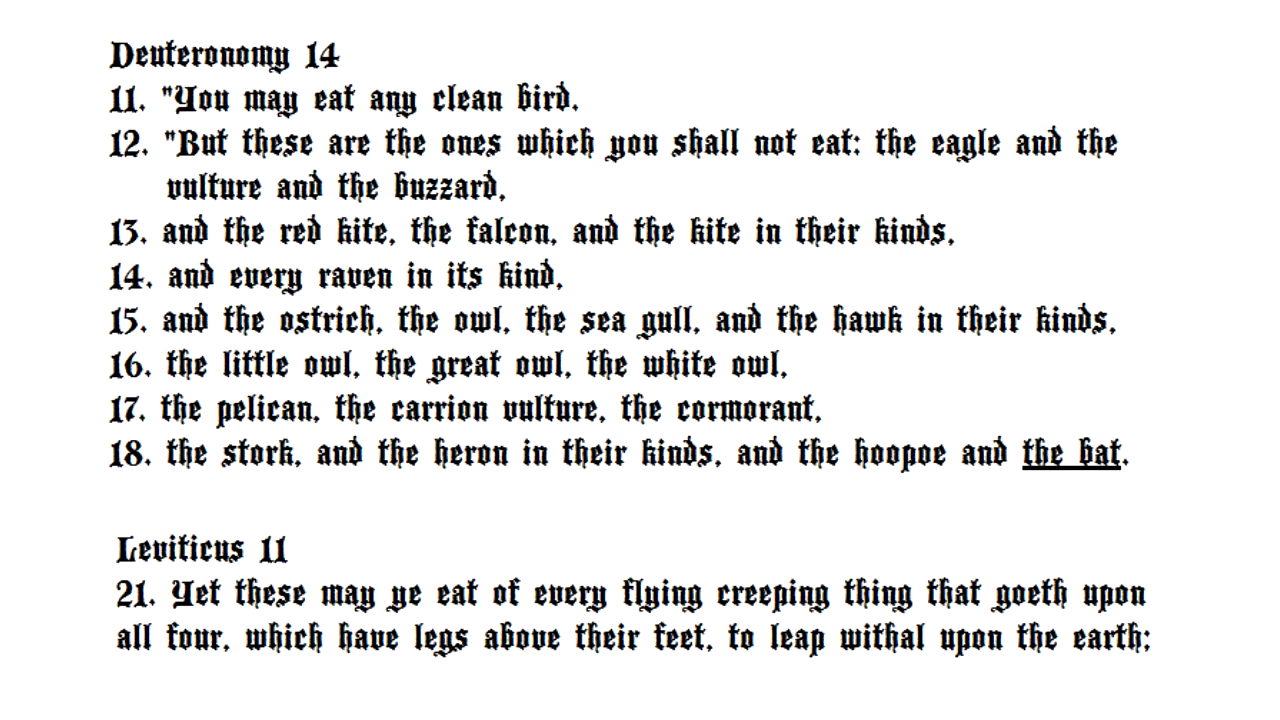 Deuteronomy 14
11. "You may eat any clean bird.
12. "But these are the ones which you shall not eat: the eagle and the
vulture and the buzzard,
13. and the red kite, the falcon, and the kite in their kinds,
14. and every raven in its kind,
15. and the ostrich, the owl, the sea gull, and the hawk in their kinds,
16. the little owl, the great owl, the white owl,
17. the pelican, the carrion vulture, the cormorant,
18. the stork, and the heron in their kinds, and the hoopoe and the bat.
Leviticus 11
21. Yet these may ye eat of every flying creeping thing that goeth upon
all four, which have legs above their feet, to leap withal upon the earth;